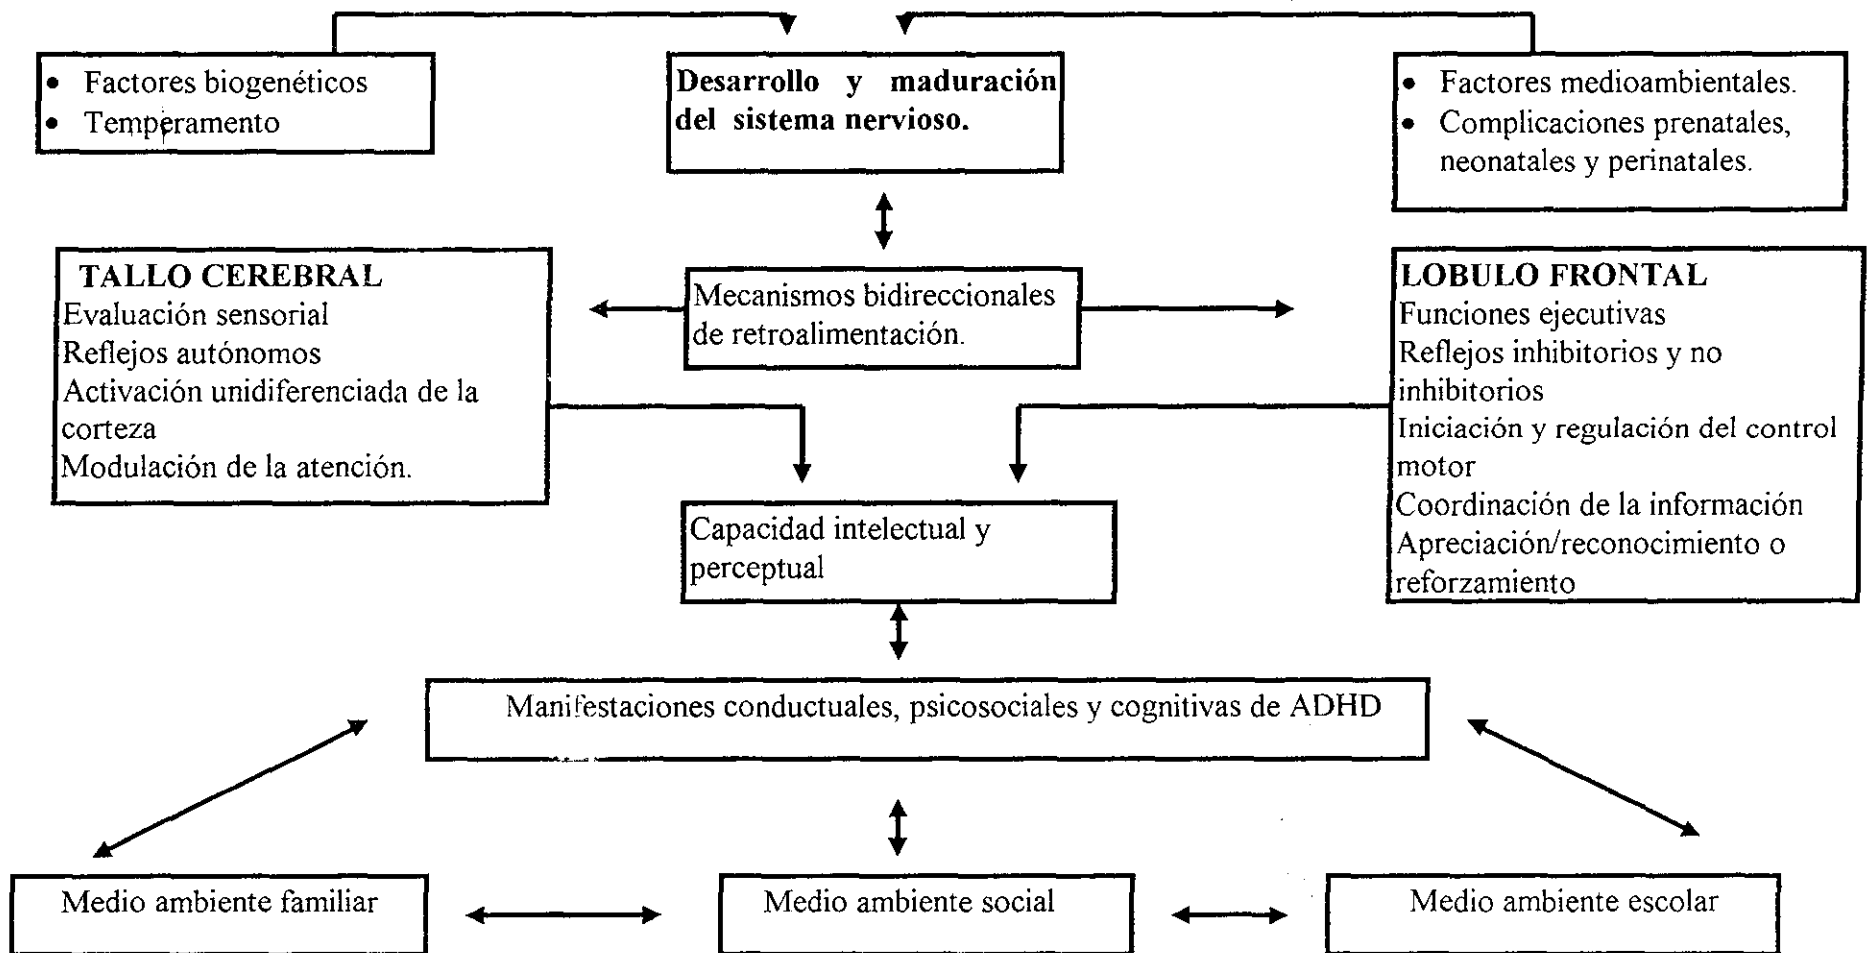 • Factores biogenéticos
• Temperamento
Desarrollo y maduración
del sistema nervioso.
• Factores medioambientales.
• Complicaciones prenatales,
neonatales y perinatales.
TALLO CEREBRAL
Evaluación sensorial
Reflejos autónomos
Activación unidiferenciada de la
corteza
Modulación de la atención.
Mecanismos bidireccionales
de retroalimentación.
LOBULO FRONTAL
Funciones ejecutivas
Reflejos inhibitorios y no
inhibitorios
Iniciación y regulación del control
motor
Coordinación de la información
Apreciación/reconocimiento o
reforzamiento
Capacidad intelectual y
perceptual
Manifestaciones conductuales, psicosociales y cognitivas de ADHD
Medio ambiente familiar
Medio ambiente social
Medio ambiente escolar